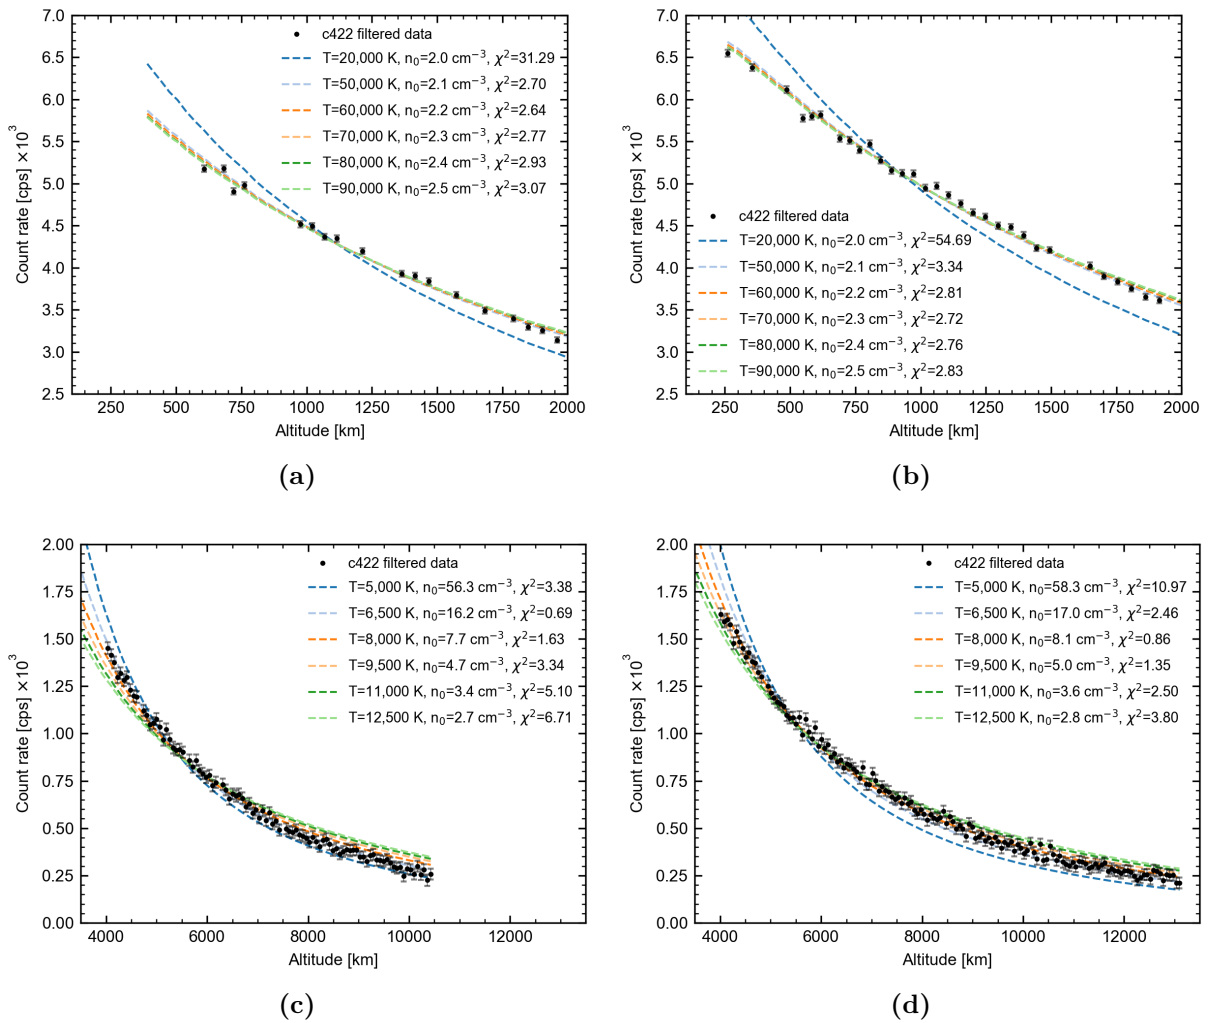 7.0
6.5
6.0
5.5
5.0
4.5
4.0
3.5
3.0
2.5
Count rate [cps] ×10³
250 500 750 1000 1250 1500 1750 2000
Altitude [km]
c422 filtered data
T=20,000 K, n₀=2.0 cm⁻³, χ²=31.29
T=50,000 K, n₀=2.1 cm⁻³, χ²=2.70
T=60,000 K, n₀=2.2 cm⁻³, χ²=2.64
T=70,000 K, n₀=2.3 cm⁻³, χ²=2.77
T=80,000 K, n₀=2.4 cm⁻³, χ²=2.93
T=90,000 K, n₀=2.5 cm⁻³, χ²=3.07
(a)
7.0
6.5
6.0
5.5
5.0
4.5
4.0
3.5
3.0
2.5
Count rate [cps] ×10³
c422 filtered data
T=20,000 K, n₀=2.0 cm⁻³, χ²=54.69
T=50,000 K, n₀=2.1 cm⁻³, χ²=3.34
T=60,000 K, n₀=2.2 cm⁻³, χ²=2.81
T=70,000 K, n₀=2.3 cm⁻³, χ²=2.72
T=80,000 K, n₀=2.4 cm⁻³, χ²=2.76
T=90,000 K, n₀=2.5 cm⁻³, χ²=2.83
250 500 750 1000 1250 1500 1750 2000
Altitude [km]
(b)
2.00
1.75
1.50
1.25
1.00
0.75
0.50
0.25
0.00
Count rate [cps] ×10³
c422 filtered data
T=5,000 K, n₀=56.3 cm⁻³, χ²=3.38
T=6,500 K, n₀=16.2 cm⁻³, χ²=0.69
T=8,000 K, n₀=7.7 cm⁻³, χ²=1.63
T=9,500 K, n₀=4.7 cm⁻³, χ²=3.34
T=11,000 K, n₀=3.4 cm⁻³, χ²=5.10
T=12,500 K, n₀=2.7 cm⁻³, χ²=6.71
4000 6000 8000 10000 12000
Altitude [km]
(c)
2.00
1.75
1.50
1.25
1.00
0.75
0.50
0.25
0.00
Count rate [cps] ×10³
c422 filtered data
T=5,000 K, n₀=58.3 cm⁻³, χ²=10.97
T=6,500 K, n₀=17.0 cm⁻³, χ²=2.46
T=8,000 K, n₀=8.1 cm⁻³, χ²=0.86
T=9,500 K, n₀=5.0 cm⁻³, χ²=1.35
T=11,000 K, n₀=3.6 cm⁻³, χ²=2.50
T=12,500 K, n₀=2.8 cm⁻³, χ²=3.80
4000 6000 8000 10000 12000
Altitude [km]
(d)